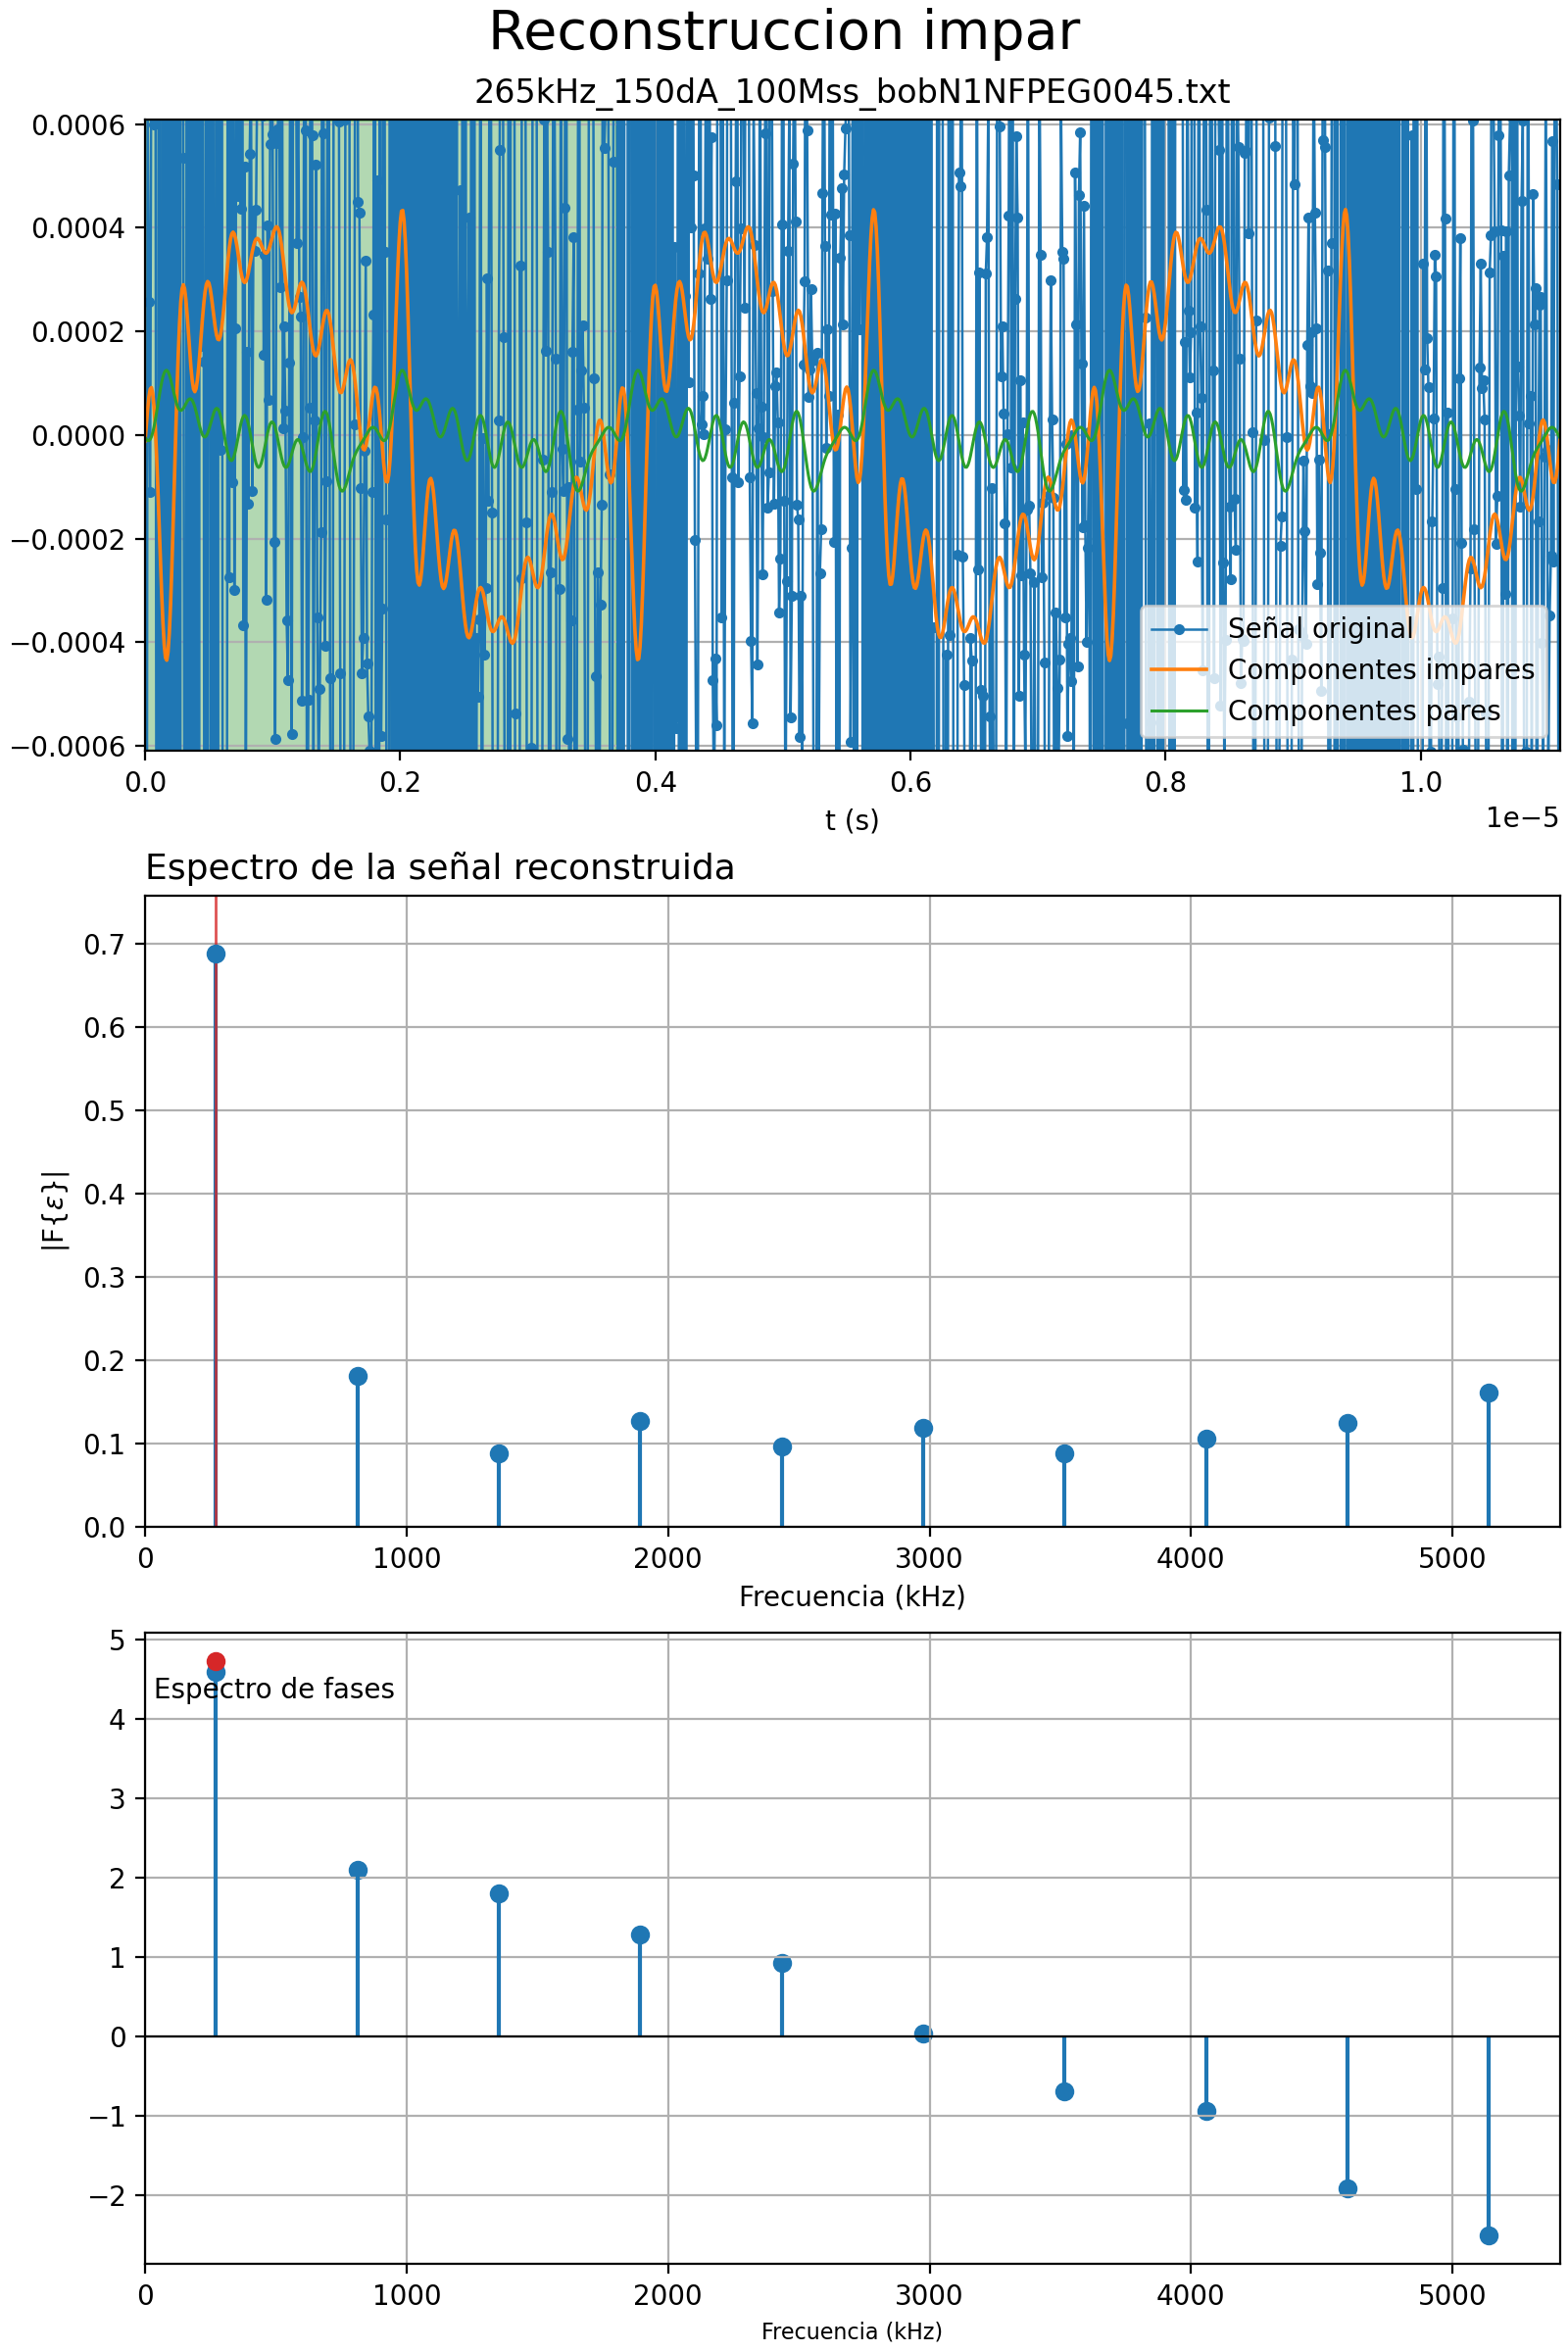 Reconstruccion impar
265kHz_150dA_100Mss_bobN1NFPEG0045.txt
0.0006
0.0004
0.0002
0.0000
−0.0002
−0.0004
−0.0006
Señal original
Componentes impares
Componentes pares
0.0 0.2 0.4 0.6 0.8 1.0
1e−5
t (s)
Espectro de la señal reconstruida
0.7
0.6
0.5
0.4
0.3
0.2
0.1
0.0
|F{ε}|
0 1000 2000 3000 4000 5000
Frecuencia (kHz)
5
Espectro de fases
4
3
2
1
0
−1
−2
0 1000 2000 3000 4000 5000
Frecuencia (kHz)